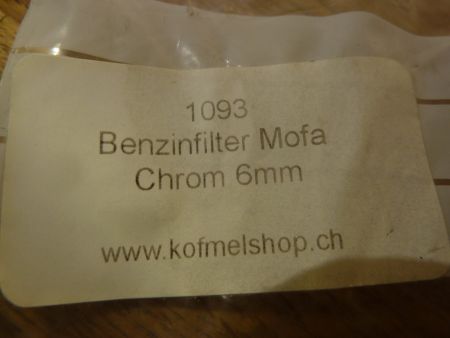 1093
Benzinfilter Mofa
Chrom 6mm
www.kofmelshop.ch